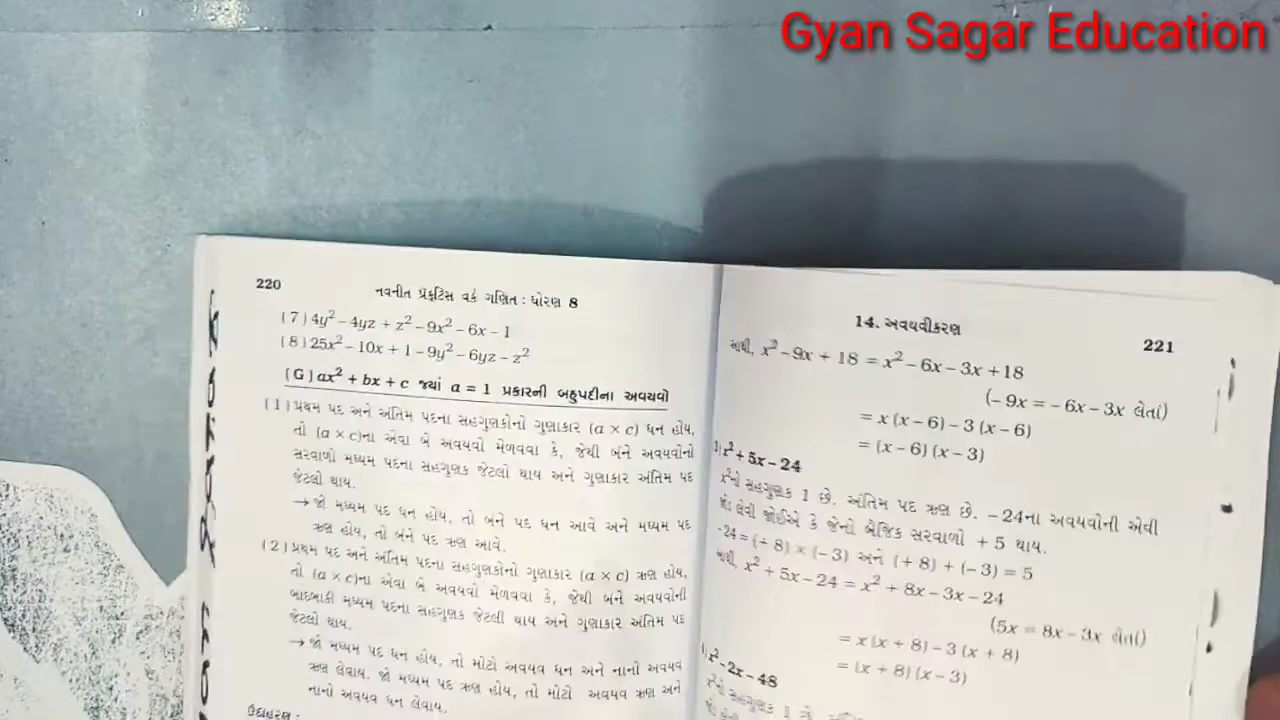 Gyan Sagar Education
220
નવનીત પ્રૅક્ટિસ વર્ક ગણિત : ધોરણ 8
(7) 4y² – 4yz + z² – 9x² – 6x – 1
(8) 25x² – 10x + 1 – 9y² – 6yz – z²
(G) ax² + bx + c જ્યાં a = 1 પ્રકારની બહુપદીના અવયવો
(1) પ્રથમ પદ અને અંતિમ પદના સહગુણકોનો ગુણાકાર (a × c) ધન હોય,
તો (a × c)ના એવા બે અવયવો મેળવવા કે, જેથી બંને અવયવોનો
સરવાળો મધ્યમ પદના સહગુણક જેટલો થાય અને ગુણાકાર અંતિમ પદ
જેટલો થાય.
→ જો મધ્યમ પદ ધન હોય, તો બંને પદ ધન આવે અને મધ્યમ પદ
ઋણ હોય, તો બંને પદ ઋણ આવે.
(2) પ્રથમ પદ અને અંતિમ પદના સહગુણકોનો ગુણાકાર (a × c) ઋણ હોય,
તો (a × c)ના એવા બે અવયવો મેળવવા કે, જેથી બંને અવયવોની
બાદબાકી મધ્યમ પદના સહગુણક જેટલી થાય અને ગુણાકાર અંતિમ પદ
જેટલો થાય.
→ જો મધ્યમ પદ ધન હોય, તો મોટો અવયવ ધન અને નાનો અવયવ
ઋણ લેવાય. જો મધ્યમ પદ ઋણ હોય, તો મોટો અવયવ ઋણ અને
નાનો અવયવ ધન લેવાય.
ઉદાહરણ :
14. અવયવીકરણ
221
આથી, x² – 9x + 18 = x² – 6x – 3x + 18
(– 9x = – 6x – 3x લેતાં)
= x (x – 6) – 3 (x – 6)
= (x – 6) (x – 3)
x² + 5x – 24
x²નો સહગુણક 1 છે. અંતિમ પદ ઋણ છે. – 24ના અવયવોની એવી
જોડ લેવી જોઈએ કે જેનો બૈજિક સરવાળો + 5 થાય.
-24 = (+ 8) × (– 3) અને (+ 8) + (– 3) = 5
આથી, x² + 5x – 24 = x² + 8x – 3x – 24
(5x = 8x – 3x લેતાં)
= x (x + 8) – 3 (x + 8)
= (x + 8) (x – 3)
x² – 2x – 48
x²નો સહગુણક 1